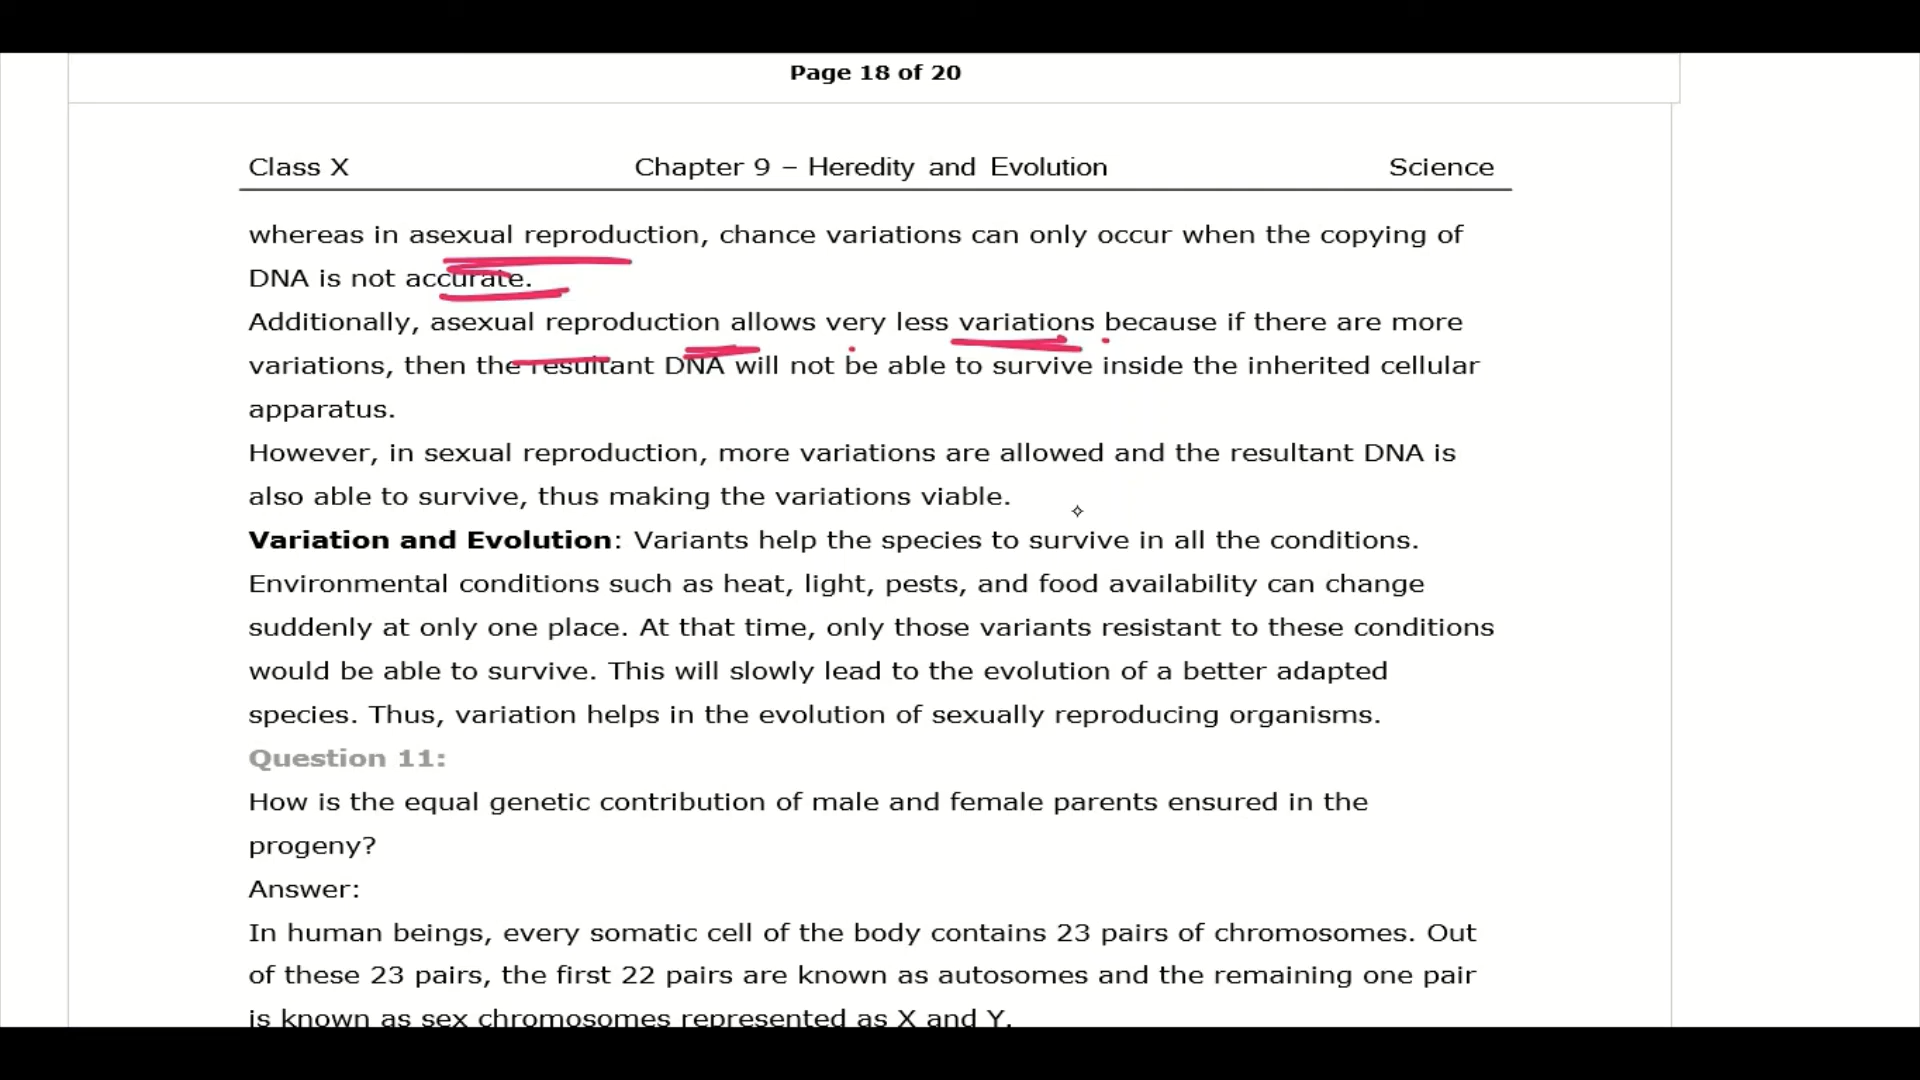 Page 18 of 20
Class X Chapter 9 – Heredity and Evolution Science
whereas in asexual reproduction, chance variations can only occur when the copying of
DNA is not accurate.
Additionally, asexual reproduction allows very less variations because if there are more
variations, then the resultant DNA will not be able to survive inside the inherited cellular
apparatus.
However, in sexual reproduction, more variations are allowed and the resultant DNA is
also able to survive, thus making the variations viable.
Variation and Evolution: Variants help the species to survive in all the conditions.
Environmental conditions such as heat, light, pests, and food availability can change
suddenly at only one place. At that time, only those variants resistant to these conditions
would be able to survive. This will slowly lead to the evolution of a better adapted
species. Thus, variation helps in the evolution of sexually reproducing organisms.
Question 11:
How is the equal genetic contribution of male and female parents ensured in the
progeny?
Answer:
In human beings, every somatic cell of the body contains 23 pairs of chromosomes. Out
of these 23 pairs, the first 22 pairs are known as autosomes and the remaining one pair
is known as sex chromosomes represented as X and Y.